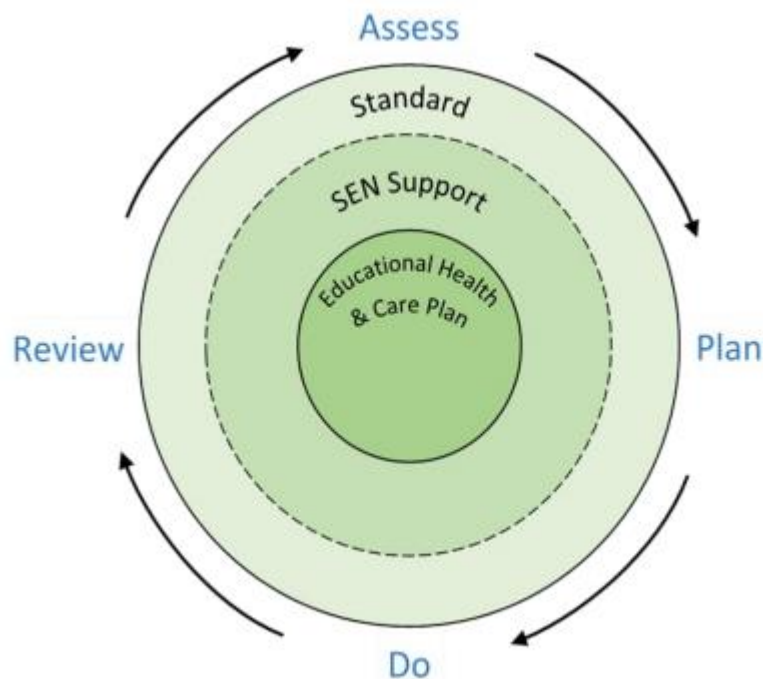 Assess
Standard
SEN Support
Educational Health
& Care Plan
Review
Plan
Do